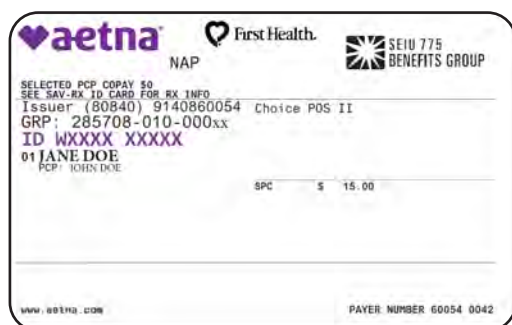 aetna
First Health.
SEIU 775
BENEFITS GROUP
NAP
SELECTED PCP COPAY $0
SEE SAV-RX ID CARD FOR RX INFO
Issuer (80840) 9140860054 Choice POS II
GRP: 285708-010-000xx
ID WXXXX XXXXX
01 JANE DOE
PCP: JOHN DOE
SPC $ 15.00
www.aetna.com PAYER NUMBER 60054 0042